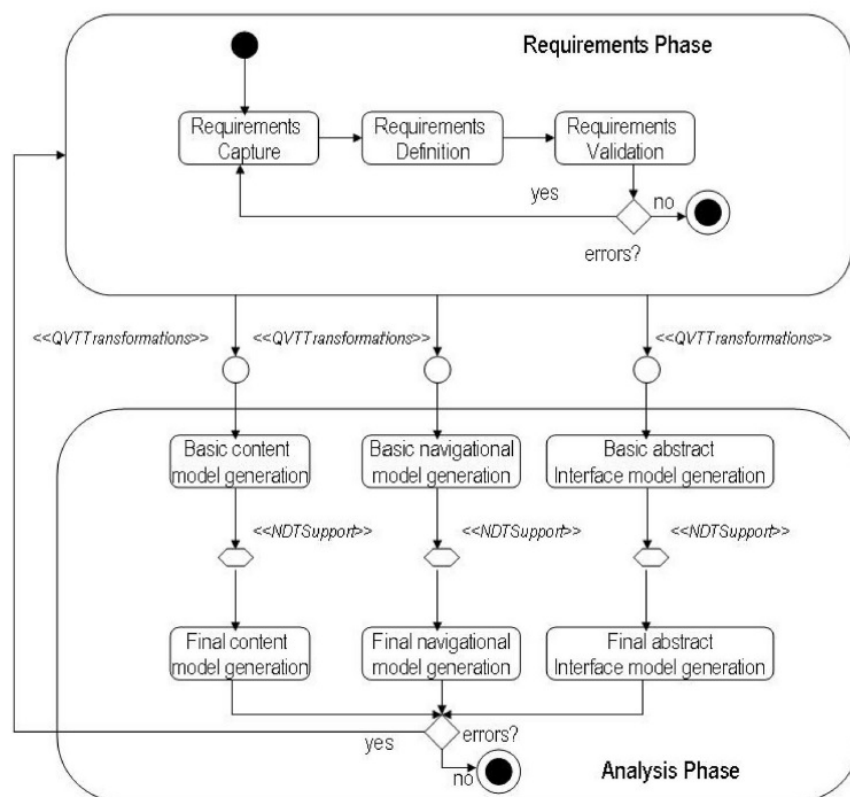 Requirements Phase
Requirements
Capture
Requirements
Definition
Requirements
Validation
yes
no
errors?
<<QVTTransformations>>
<<QVTTransformations>>
<<QVTTransformations>>
Basic content
model generation
Basic navigational
model generation
Basic abstract
Interface model generation
<<NDTSupport>>
<<NDTSupport>>
<<NDTSupport>>
Final content
model generation
Final navigational
model generation
Final abstract
Interface model generation
yes
errors?
no
Analysis Phase